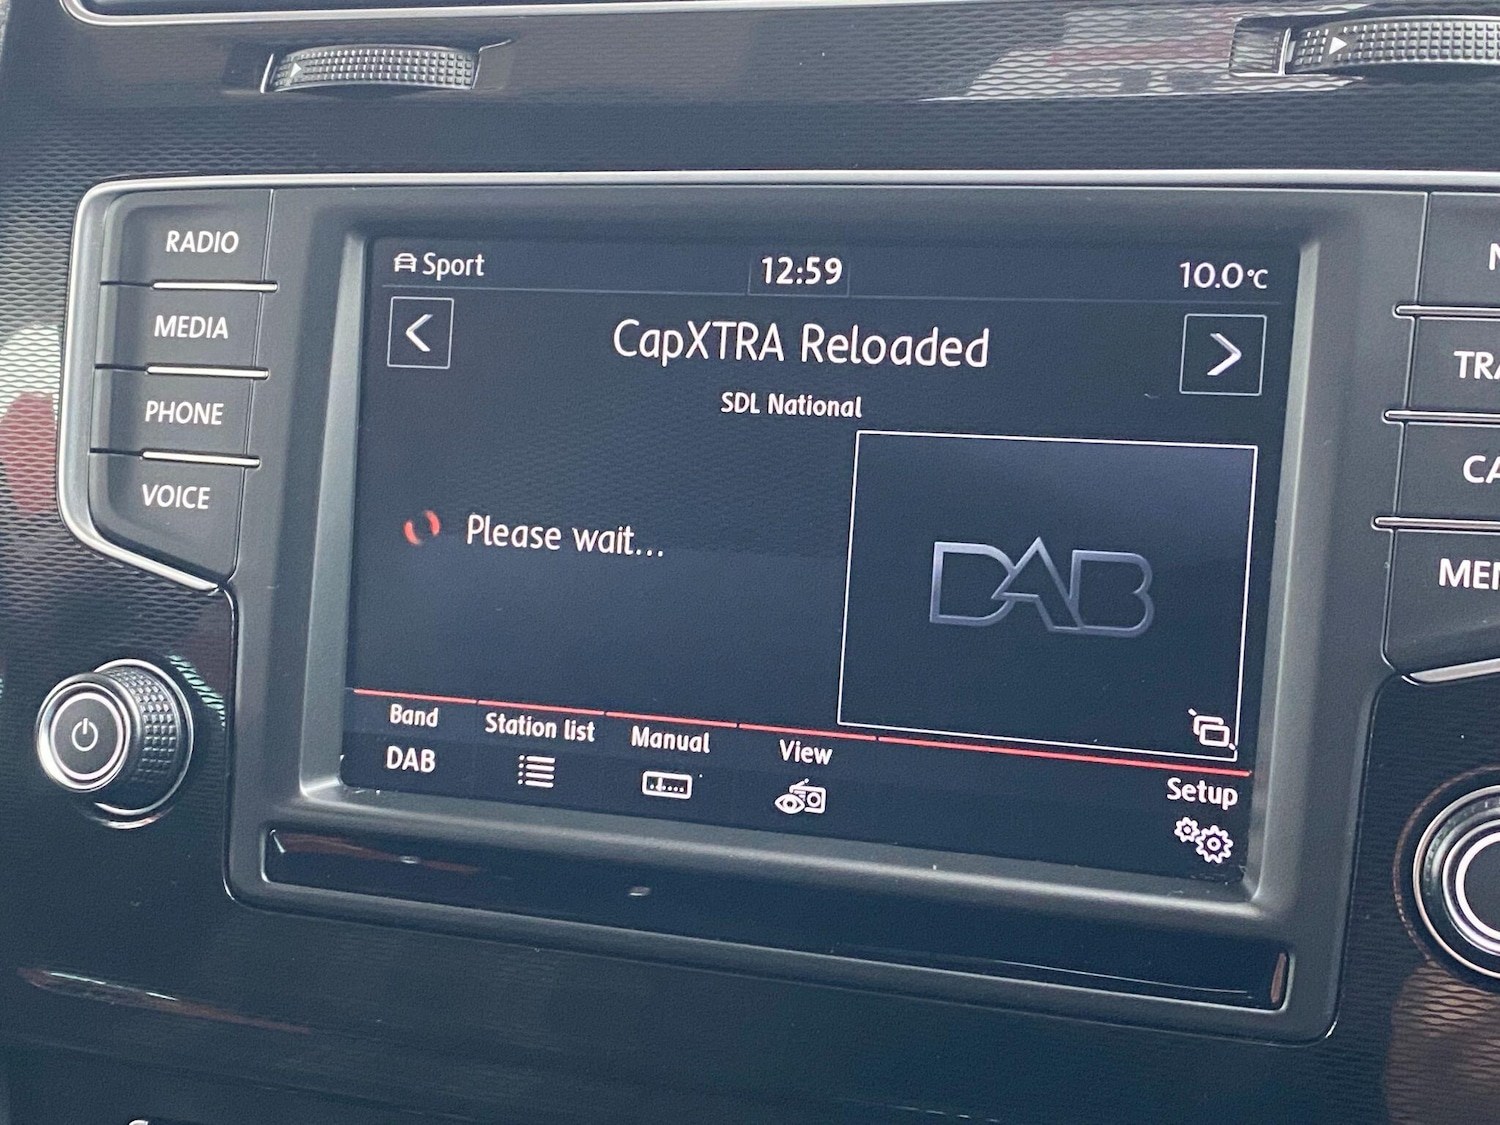 RADIO
MEDIA
PHONE
VOICE
Sport 12:59 10.0°C
CapXTRA Reloaded
SDL National
Please wait...
DAB
Band
DAB
Station list
Manual
View
Setup